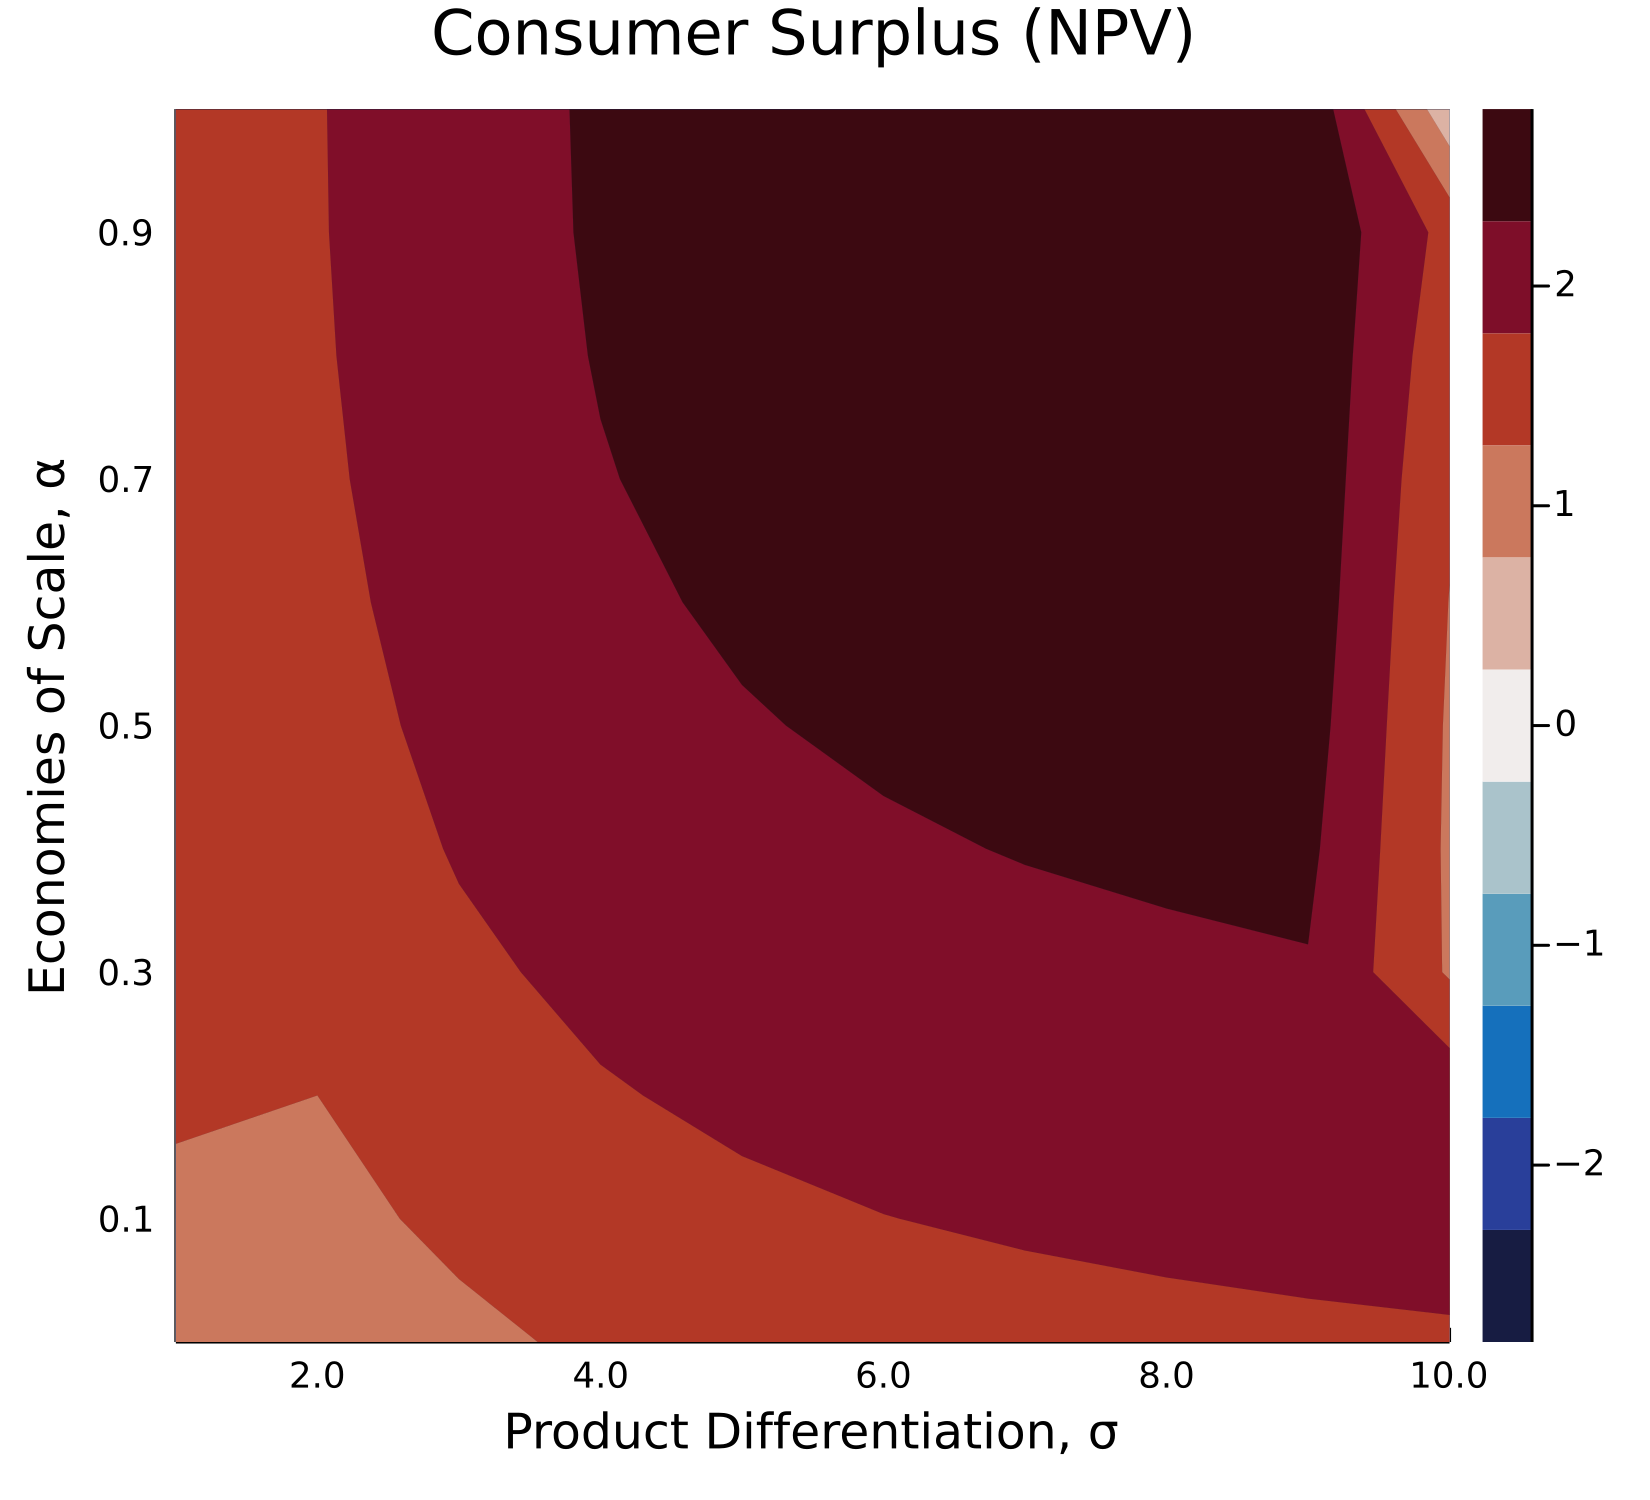 Consumer Surplus (NPV)
Economies of Scale, α
0.9
0.7
0.5
0.3
0.1
2.0 4.0 6.0 8.0 10.0
Product Differentiation, σ
2
1
0
−1
−2